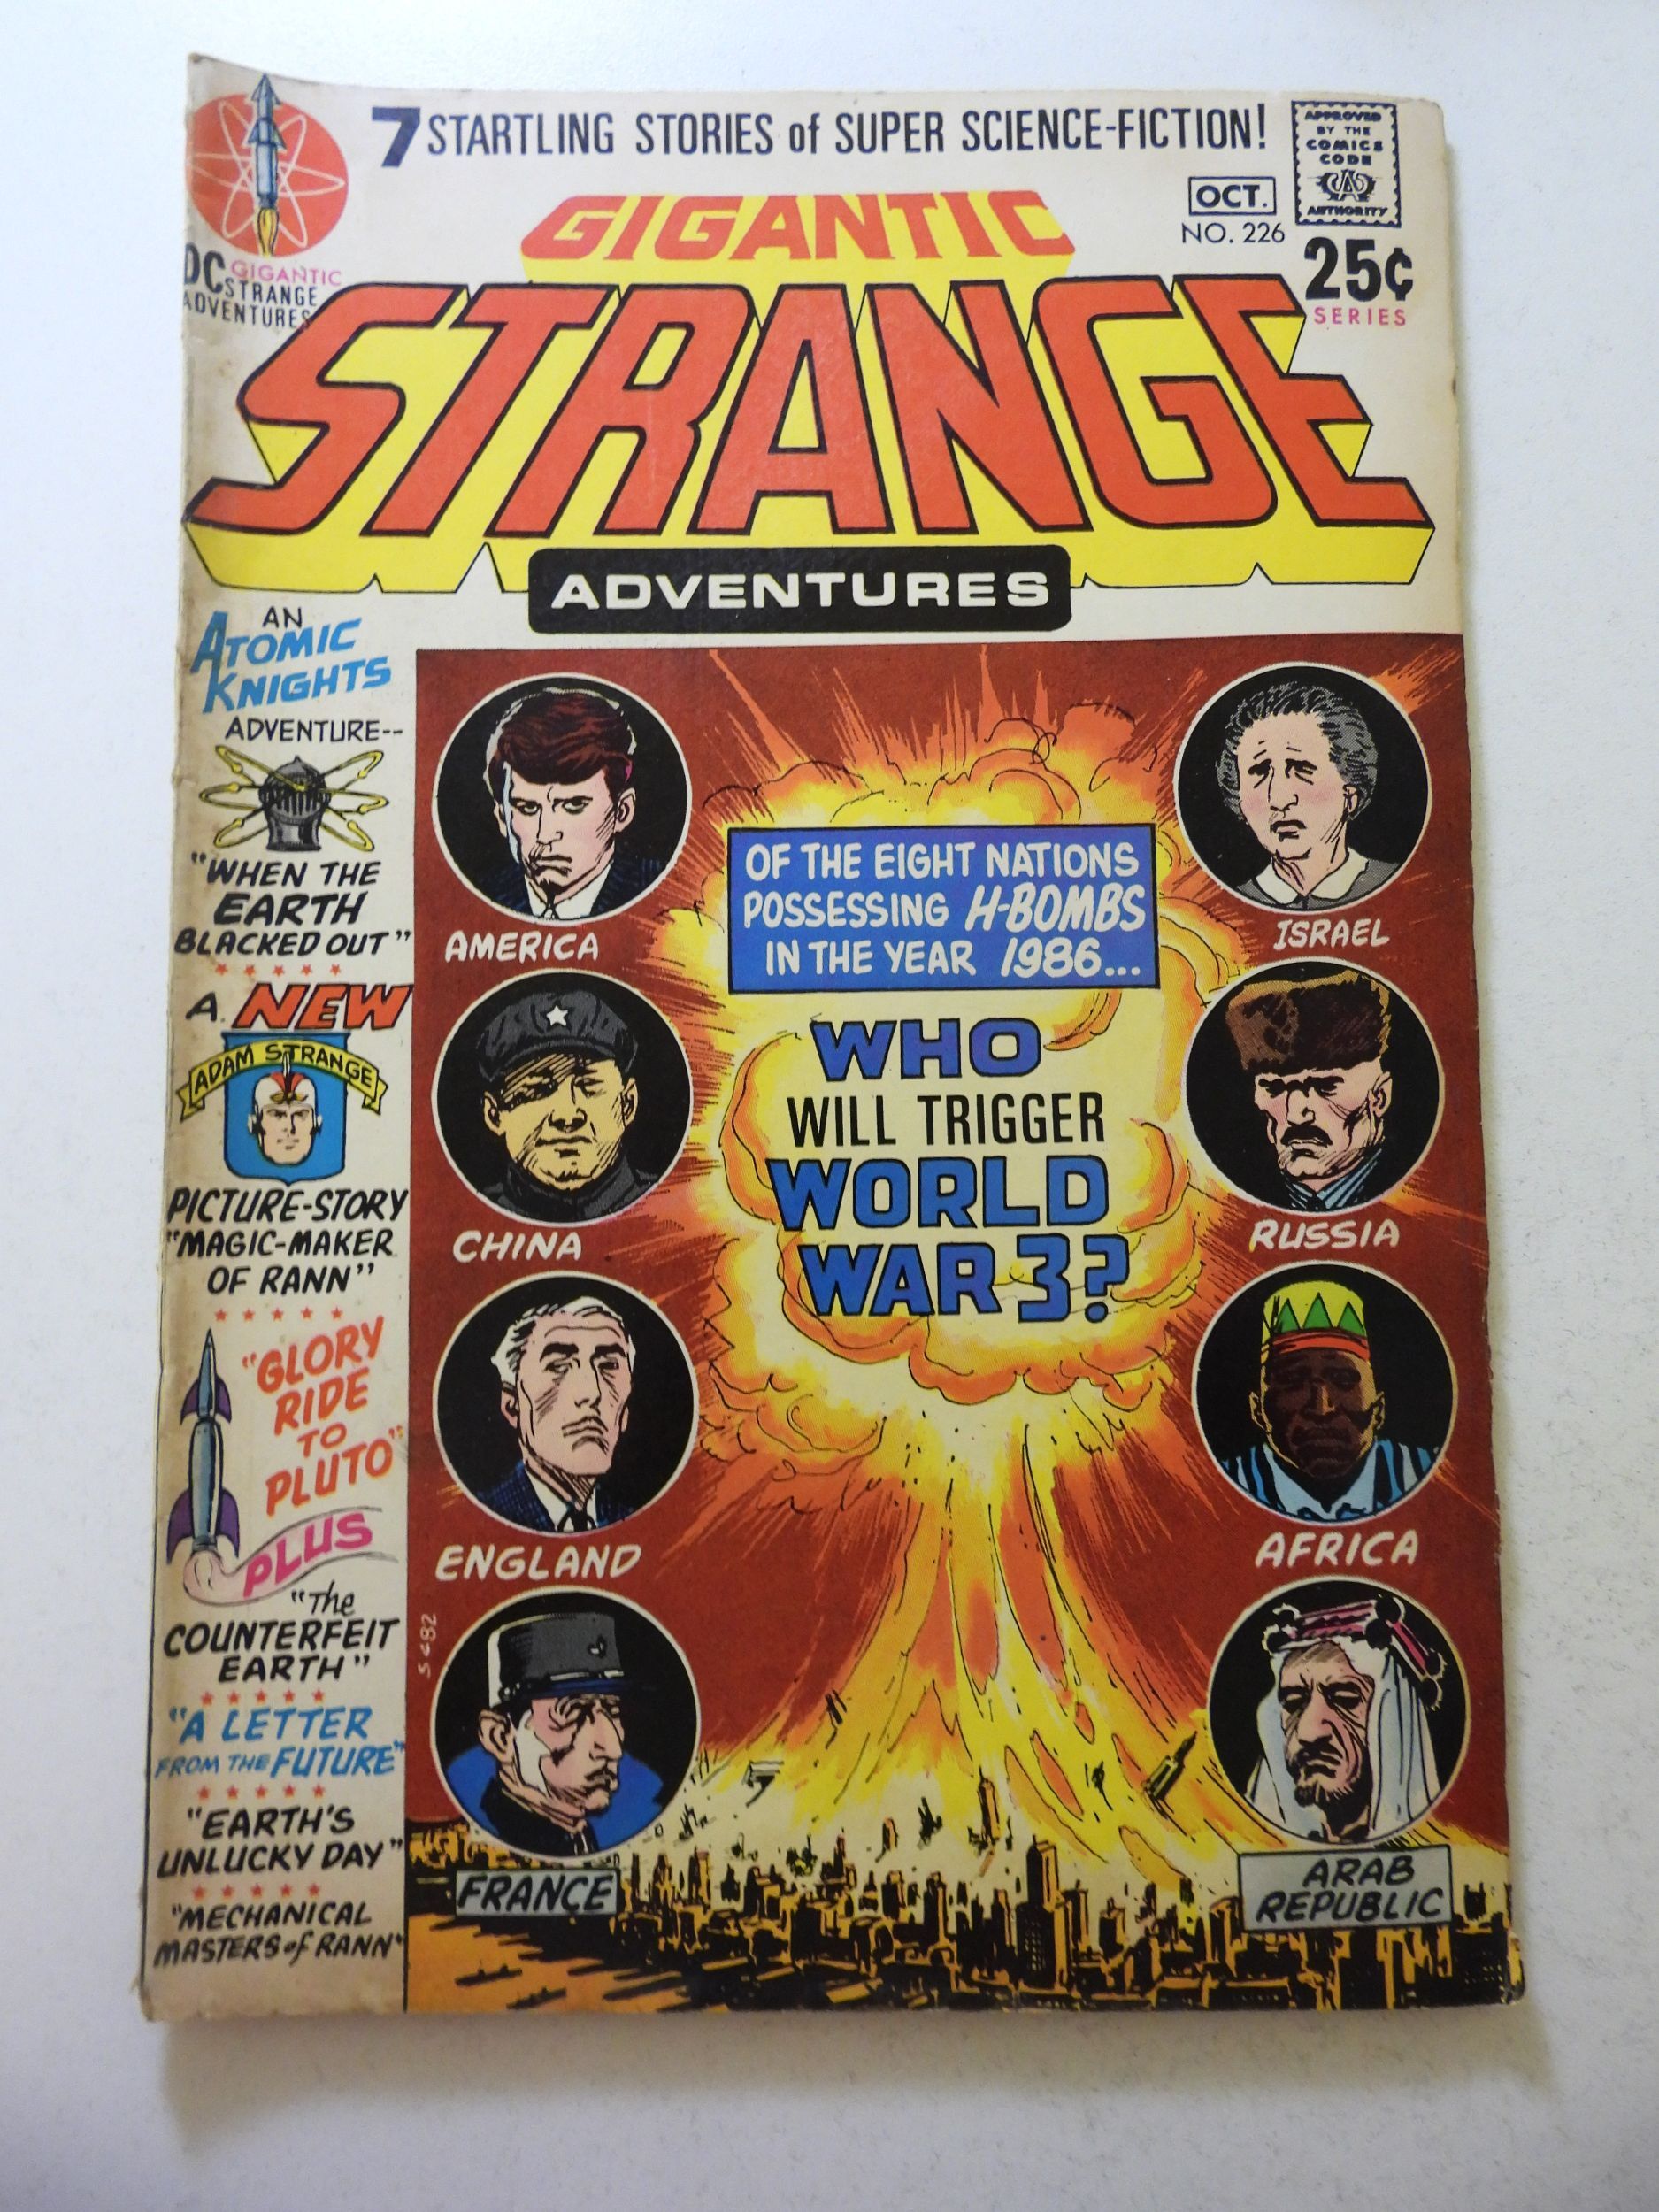 7 STARTLING STORIES of SUPER SCIENCE-FICTION!
APPROVED
BY THE
COMICS
CODE
AUTHORITY
OCT.
NO. 226
25¢
SERIES
DC GIGANTIC
STRANGE
ADVENTURES
GIGANTIC
STRANGE
ADVENTURES
AN
ATOMIC
KNIGHTS
ADVENTURE--
"WHEN THE
EARTH
BLACKED OUT"
A NEW
ADAM STRANGE
PICTURE-STORY
"MAGIC-MAKER
OF RANN"
"GLORY
RIDE
TO
PLUTO"
PLUS
"The
COUNTERFEIT
EARTH"
"A LETTER
FROM THE FUTURE"
"EARTH'S
UNLUCKY DAY"
"MECHANICAL
MASTERS of RANN"
OF THE EIGHT NATIONS
POSSESSING H-BOMBS
IN THE YEAR 1986...
WHO
WILL TRIGGER
WORLD
WAR 3?
AMERICA
CHINA
ENGLAND
FRANCE
ISRAEL
RUSSIA
AFRICA
ARAB
REPUBLIC